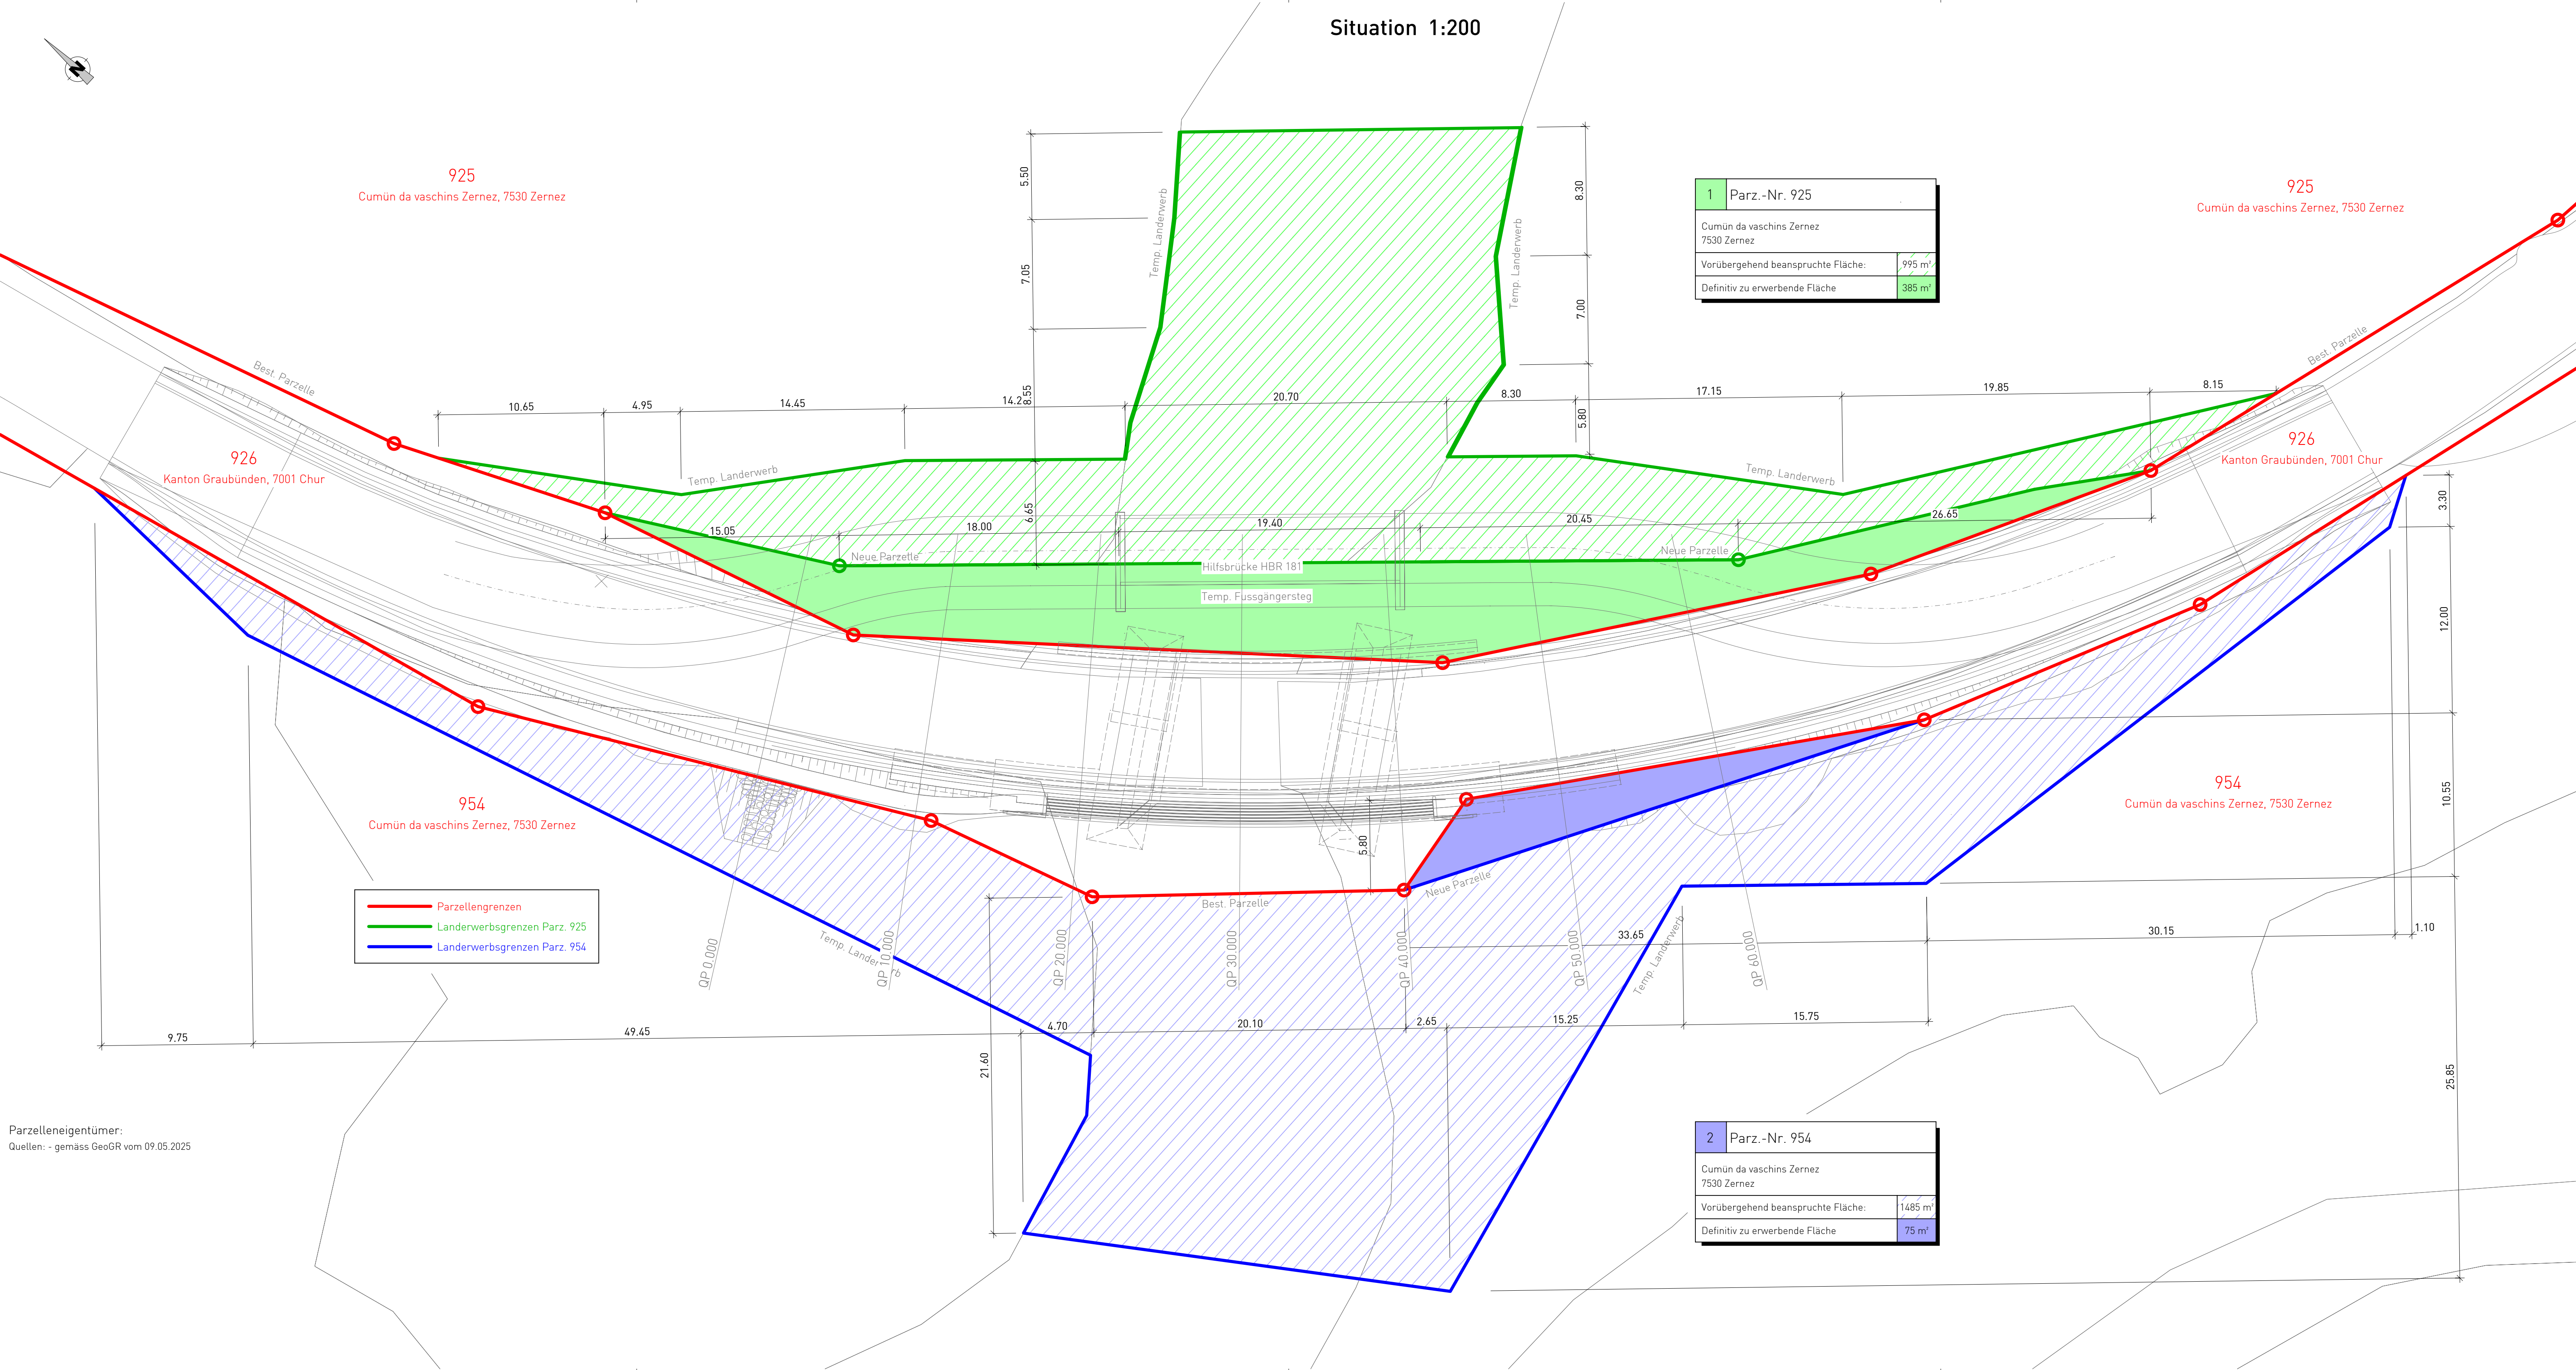 Situation 1:200
N
925
Cumün da vaschins Zernez, 7530 Zernez
925
Cumün da vaschins Zernez, 7530 Zernez
1 Parz.-Nr. 925
Cumün da vaschins Zernez
7530 Zernez
Vorübergehend beanspruchte Fläche: 995 m²
Definitiv zu erwerbende Fläche 385 m²
5.50
7.05
8.55
6.65
Temp. Landerwerb
Temp. Landerwerb
8.30
7.00
5.80
Best. Parzelle
Best. Parzelle
10.65
4.95
14.45
14.2
20.70
8.30
17.15
19.85
8.15
926
Kanton Graubünden, 7001 Chur
926
Kanton Graubünden, 7001 Chur
Temp. Landerwerb
Temp. Landerwerb
15.05
18.00
19.40
20.45
26.65
Neue Parzelle
Neue Parzelle
Hilfsbrücke HBR 181
Temp. Fussgängersteg
3.30
12.00
10.55
25.85
954
Cumün da vaschins Zernez, 7530 Zernez
954
Cumün da vaschins Zernez, 7530 Zernez
5.80
Neue Parzelle
Best. Parzelle
Parzellengrenzen
Landerwerbsgrenzen Parz. 925
Landerwerbsgrenzen Parz. 954
Temp. Landerwerb
Temp. Landerwerb
QP 0.000
QP 10.000
QP 20.000
QP 30.000
QP 40.000
QP 50.000
QP 60.000
33.65
30.15
1.10
9.75
49.45
4.70
20.10
2.65
15.25
15.75
21.60
Parzelleneigentümer:
Quellen: - gemäss GeoGR vom 09.05.2025
2 Parz.-Nr. 954
Cumün da vaschins Zernez
7530 Zernez
Vorübergehend beanspruchte Fläche: 1485 m²
Definitiv zu erwerbende Fläche 75 m²